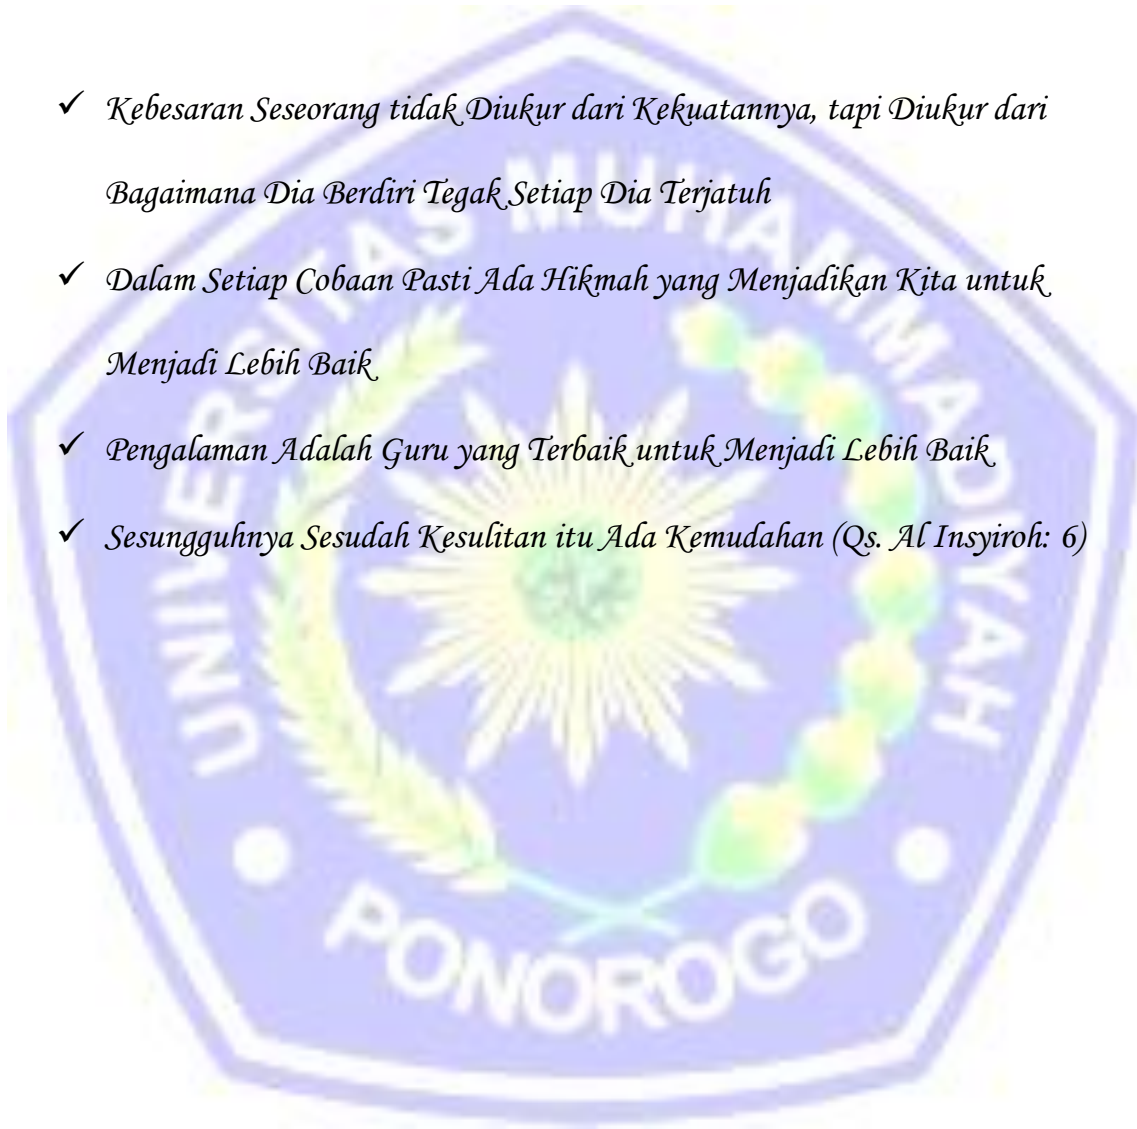 ✓ Kebesaran Seseorang tidak Diukur dari Kekuatannya, tapi Diukur dari
Bagaimana Dia Berdiri Tegak Setiap Dia Terjatuh
✓ Dalam Setiap Cobaan Pasti Ada Hikmah yang Menjadikan Kita untuk
Menjadi Lebih Baik
✓ Pengalaman Adalah Guru yang Terbaik untuk Menjadi Lebih Baik
✓ Sesungguhnya Sesudah Kesulitan itu Ada Kemudahan (Qs. Al Insyiroh: 6)
UNIVERSITAS MUHAMMADIYAH
PONOROGO